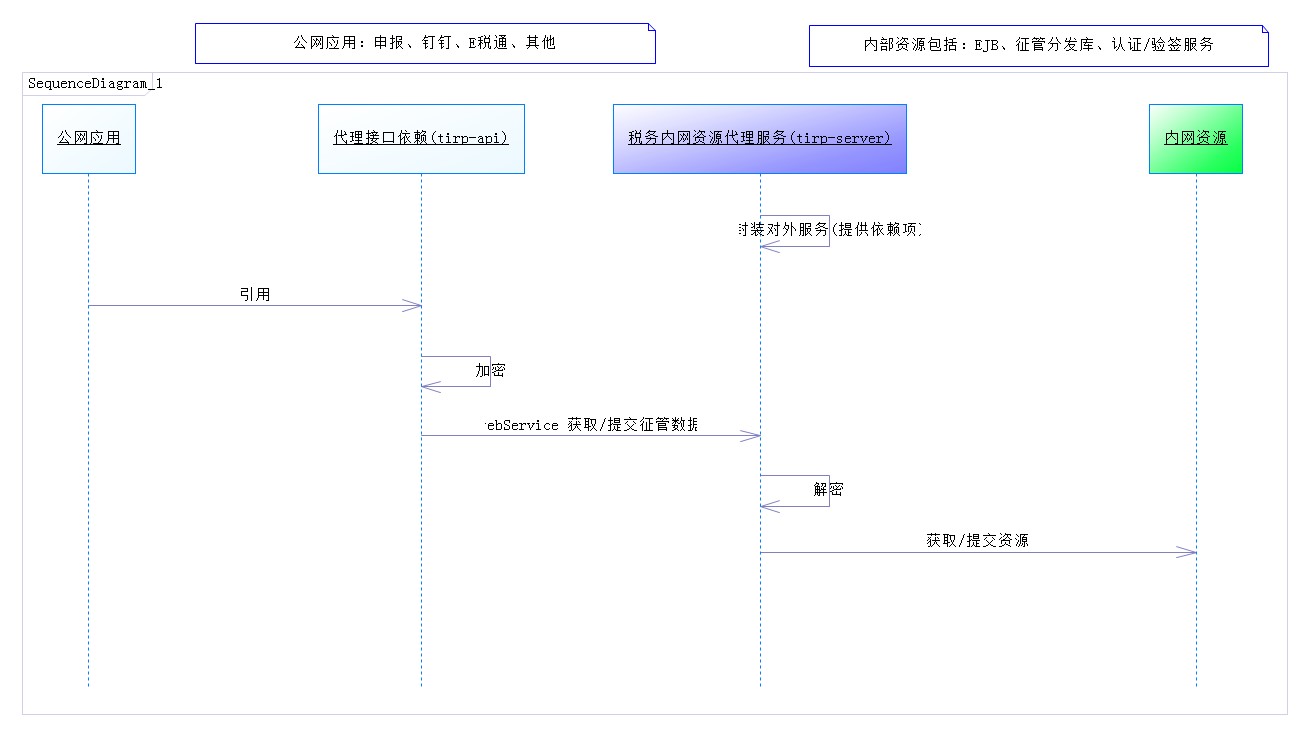 公网应用：申报、钉钉、E税通、其他
内部资源包括：EJB、征管分发库、认证/验签服务
SequenceDiagram_1
公网应用
代理接口依赖(tirp-api)
税务内网资源代理服务(tirp-server)
内网资源
装对外服务(提供依赖项)
引用
加密
ebService 获取/提交征管数据
解密
获取/提交资源